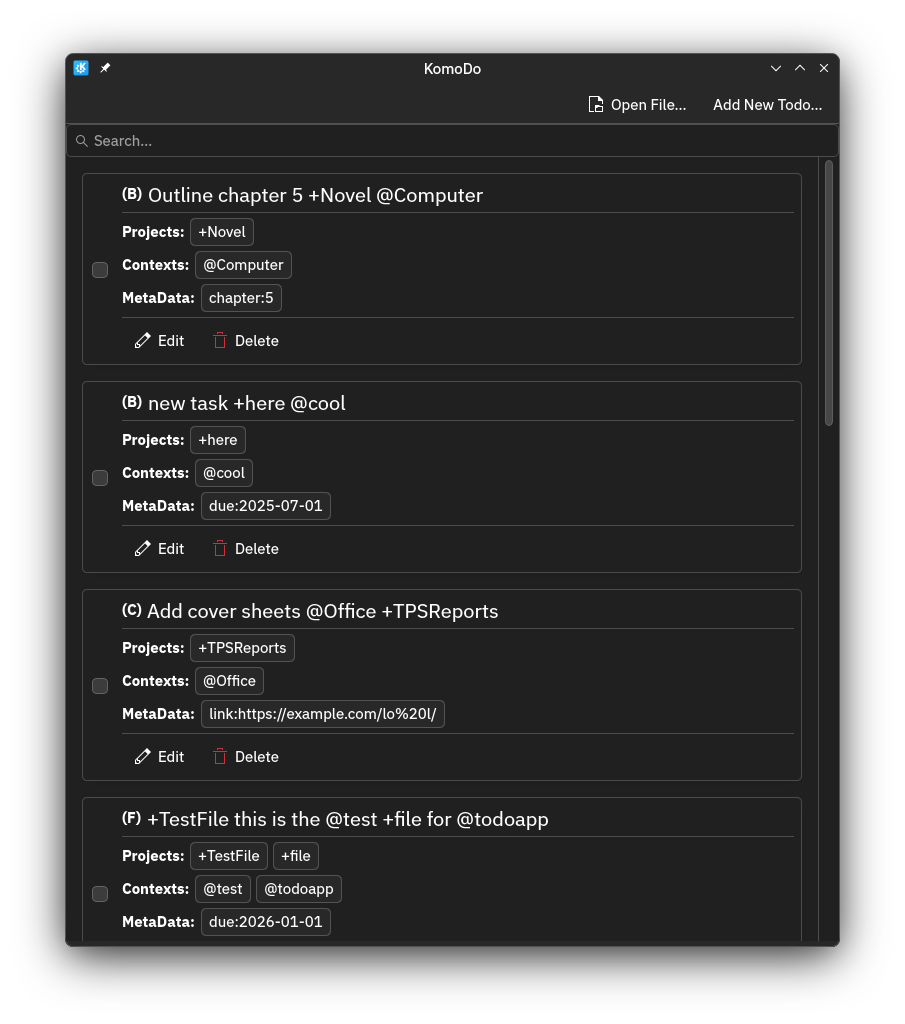 KomoDo
Open File... Add New Todo...
Search...
(B) Outline chapter 5 +Novel @Computer
Projects: +Novel
Contexts: @Computer
MetaData: chapter:5
Edit Delete
(B) new task +here @cool
Projects: +here
Contexts: @cool
MetaData: due:2025-07-01
Edit Delete
(C) Add cover sheets @Office +TPSReports
Projects: +TPSReports
Contexts: @Office
MetaData: link:https://example.com/lo%20l/
Edit Delete
(F) +TestFile this is the @test +file for @todoapp
Projects: +TestFile +file
Contexts: @test @todoapp
MetaData: due:2026-01-01